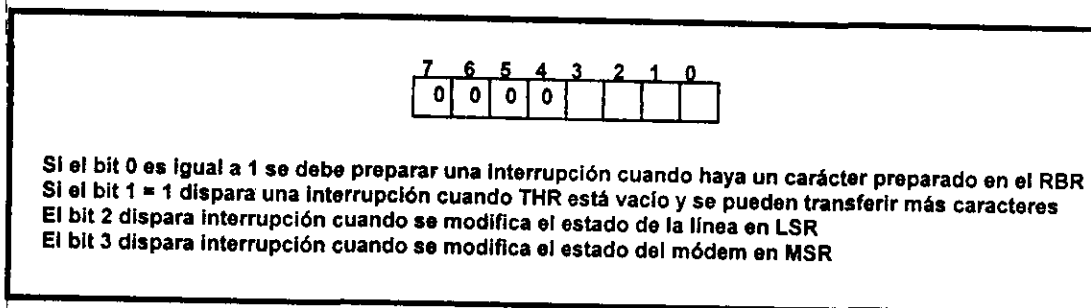 7 6 5 4 3 2 1 0
0 0 0 0
Si el bit 0 es igual a 1 se debe preparar una interrupción cuando haya un carácter preparado en el RBR
Si el bit 1 = 1 dispara una interrupción cuando THR está vacío y se pueden transferir más caracteres
El bit 2 dispara interrupción cuando se modifica el estado de la línea en LSR
El bit 3 dispara interrupción cuando se modifica el estado del módem en MSR